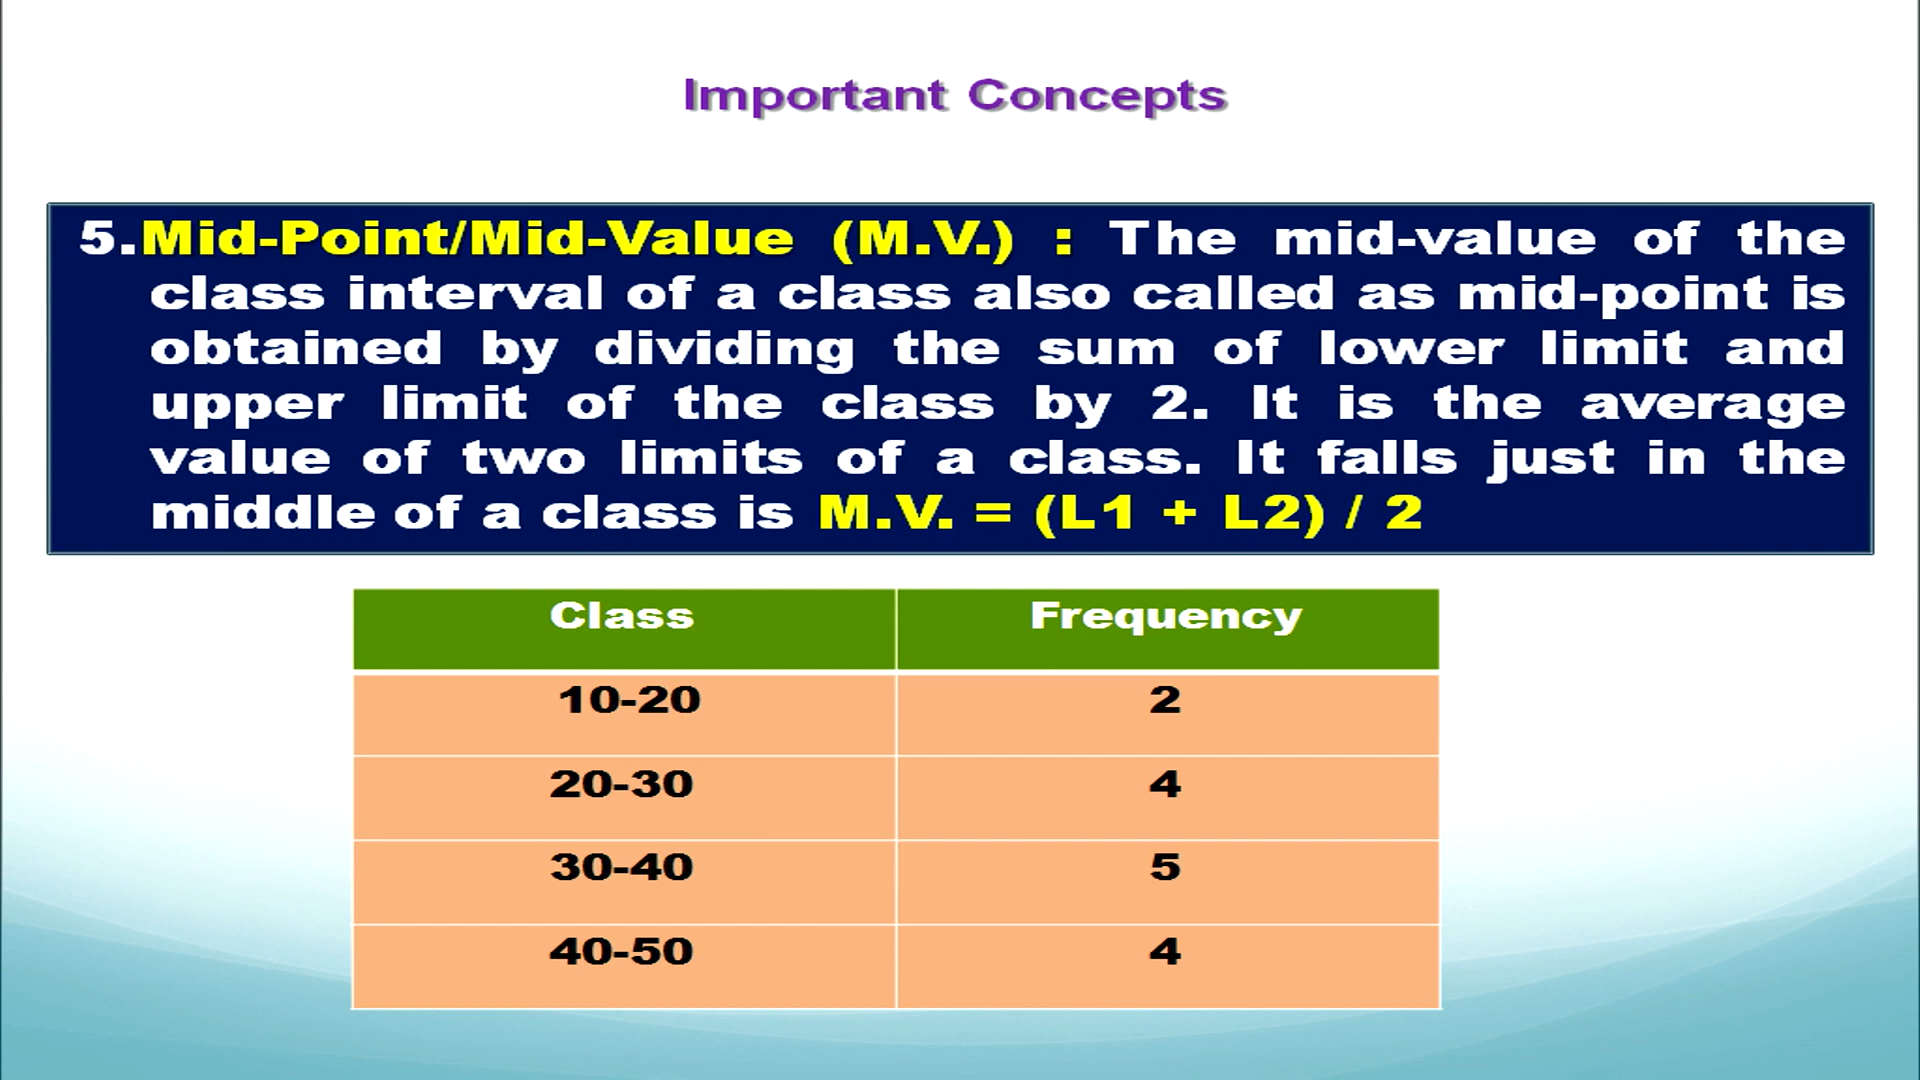 Important Concepts
5.Mid-Point/Mid-Value (M.V.) : The mid-value of the
class interval of a class also called as mid-point is
obtained by dividing the sum of lower limit and
upper limit of the class by 2. It is the average
value of two limits of a class. It falls just in the
middle of a class is M.V. = (L1 + L2) / 2
Class Frequency
10-20 2
20-30 4
30-40 5
40-50 4